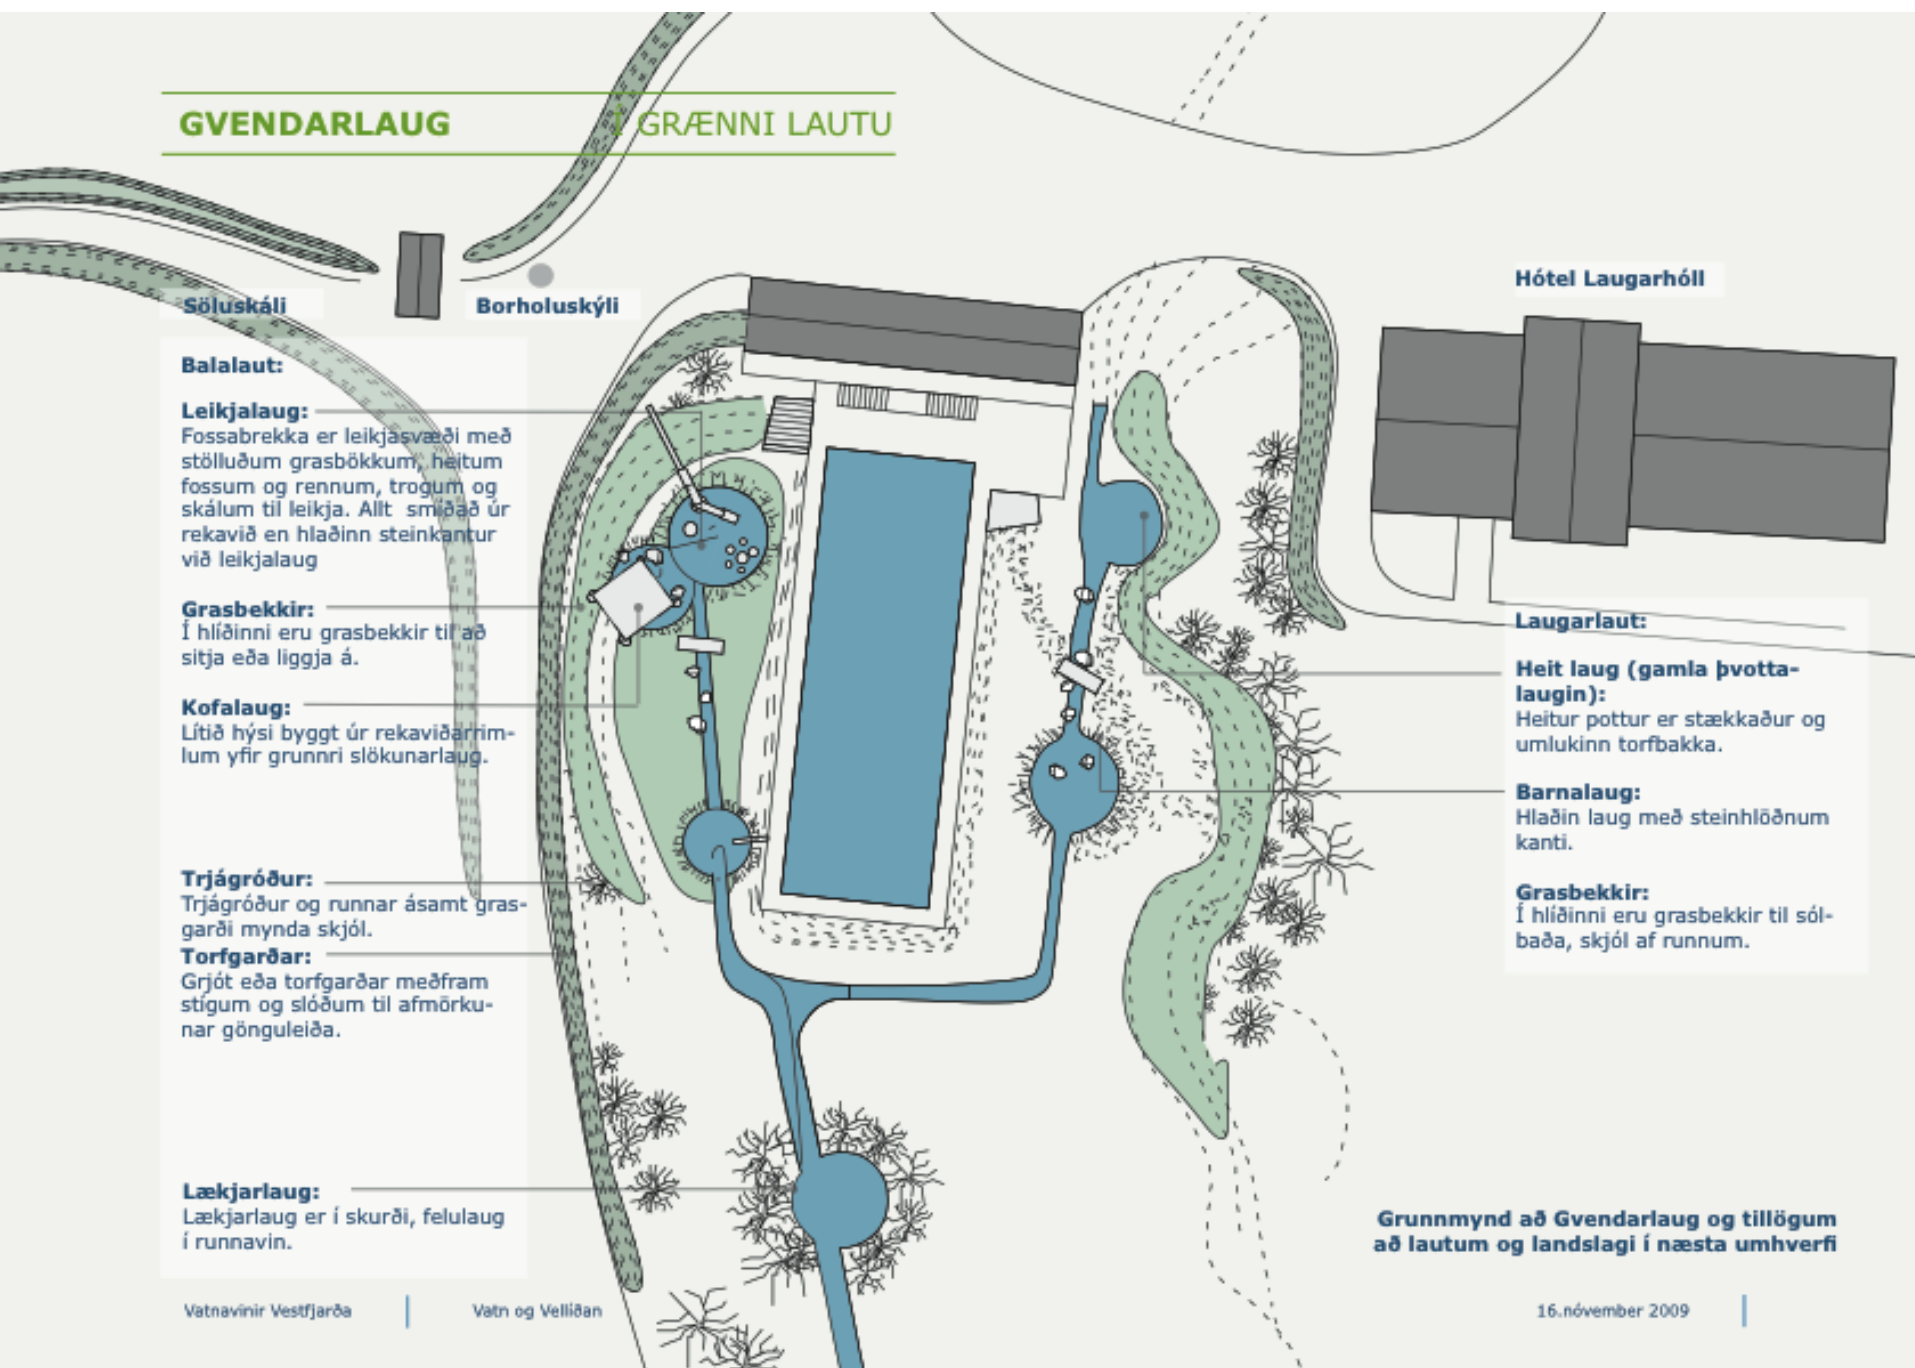 GVENDARLAUG Í GRÆNNI LAUTU
Söluskáli
Borholuskýli
Hótel Laugarhóll
Balalaut:
Leikjalaug:
Fossabrekka er leikjasvæði með
stölluðum grasbökkum, heitum
fossum og rennum, trogum og
skálum til leikja. Allt smíðað úr
rekavið en hlaðinn steinkantur
við leikjalaug
Grasbekkir:
Í hlíðinni eru grasbekkir til að
sitja eða liggja á.
Kofalaug:
Lítið hýsi byggt úr rekaviðarrim-
lum yfir grunnri slökunarlaug.
Trjágróður:
Trjágróður og runnar ásamt gras-
garði mynda skjól.
Torfgarðar:
Grjót eða torfgarðar meðfram
stígum og slóðum til afmörku-
nar gönguleiða.
Lækjarlaug:
Lækjarlaug er í skurði, felulaug
í runnavin.
Laugarlaut:
Heit laug (gamla þvotta-
laugin):
Heitur pottur er stækkaður og
umlukinn torfbakka.
Barnalaug:
Hlaðin laug með steinhlöðnum
kanti.
Grasbekkir:
Í hlíðinni eru grasbekkir til sól-
baða, skjól af runnum.
Grunnmynd að Gvendarlaug og tillögum
að lautum og landslagi í næsta umhverfi
Vatnavinir Vestfjarða
Vatn og Vellíðan
16.nóvember 2009